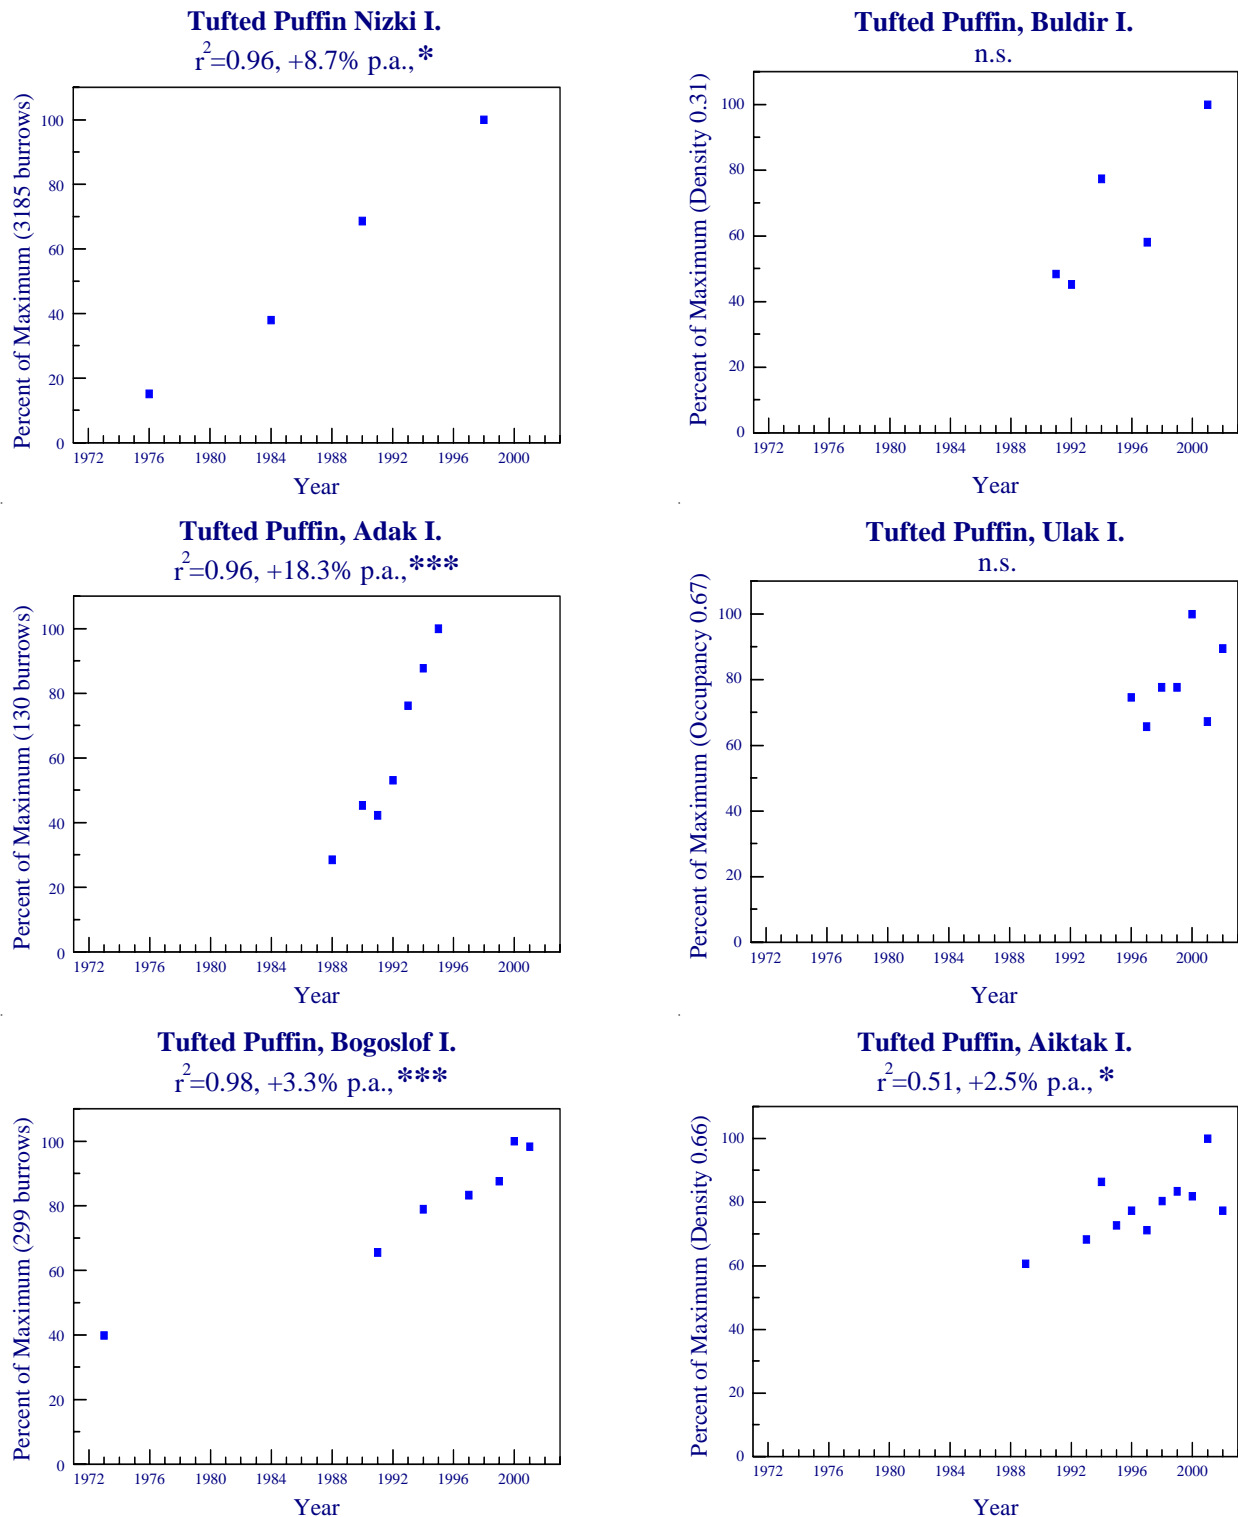 Tufted Puffin Nizki I.
r²=0.96, +8.7% p.a.,*
Percent of Maximum (3185 burrows)
100
80
60
40
20
0
1972 1976 1980 1984 1988 1992 1996 2000
Year
Tufted Puffin, Buldir I.
n.s.
Percent of Maximum (Density 0.31)
100
80
60
40
20
0
1972 1976 1980 1984 1988 1992 1996 2000
Year
Tufted Puffin, Adak I.
r²=0.96, +18.3% p.a.,***
Percent of Maximum (130 burrows)
100
80
60
40
20
0
1972 1976 1980 1984 1988 1992 1996 2000
Year
Tufted Puffin, Ulak I.
n.s.
Percent of Maximum (Occupancy 0.67)
100
80
60
40
20
0
1972 1976 1980 1984 1988 1992 1996 2000
Year
Tufted Puffin, Bogoslof I.
r²=0.98, +3.3% p.a.,***
Percent of Maximum (299 burrows)
100
80
60
40
20
0
1972 1976 1980 1984 1988 1992 1996 2000
Year
Tufted Puffin, Aiktak I.
r²=0.51, +2.5% p.a., *
Percent of Maximum (Density 0.66)
100
80
60
40
20
0
1972 1976 1980 1984 1988 1992 1996 2000
Year